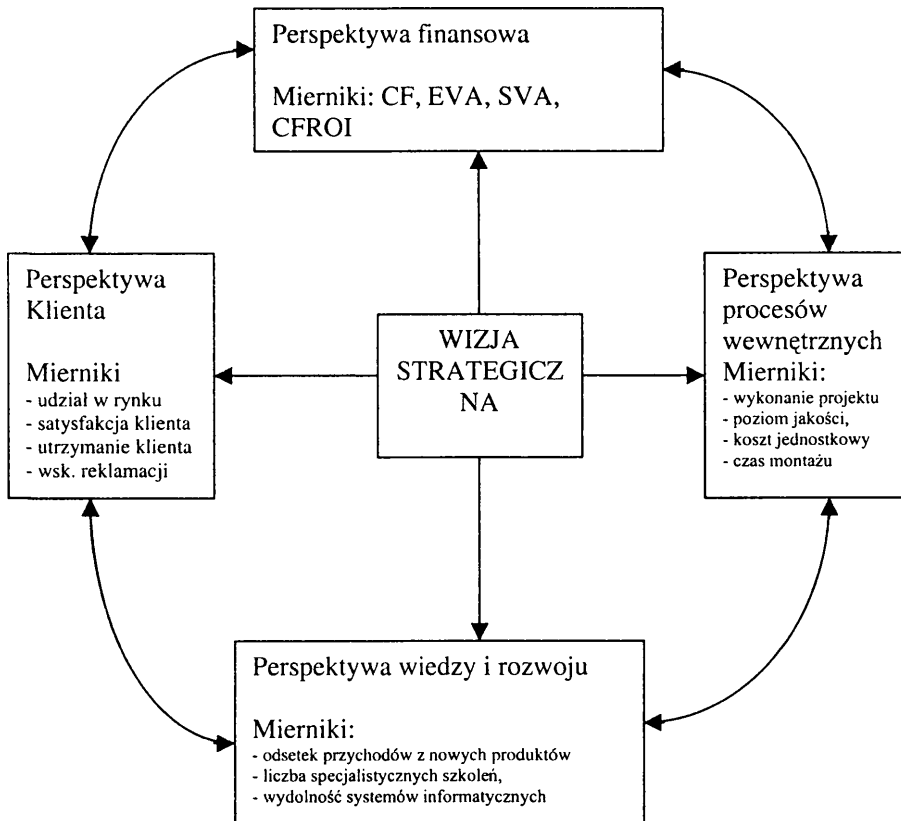 Perspektywa finansowa
Mierniki: CF, EVA, SVA,
CFROI
Perspektywa
Klienta
Mierniki
- udział w rynku
- satysfakcja klienta
- utrzymanie klienta
- wsk. reklamacji
WIZJA
STRATEGICZ
NA
Perspektywa
procesów
wewnętrznych
Mierniki:
- wykonanie projektu
- poziom jakości,
- koszt jednostkowy
- czas montażu
Perspektywa wiedzy i rozwoju
Mierniki:
- odsetek przychodów z nowych produktów
- liczba specjalistycznych szkoleń,
- wydolność systemów informatycznych